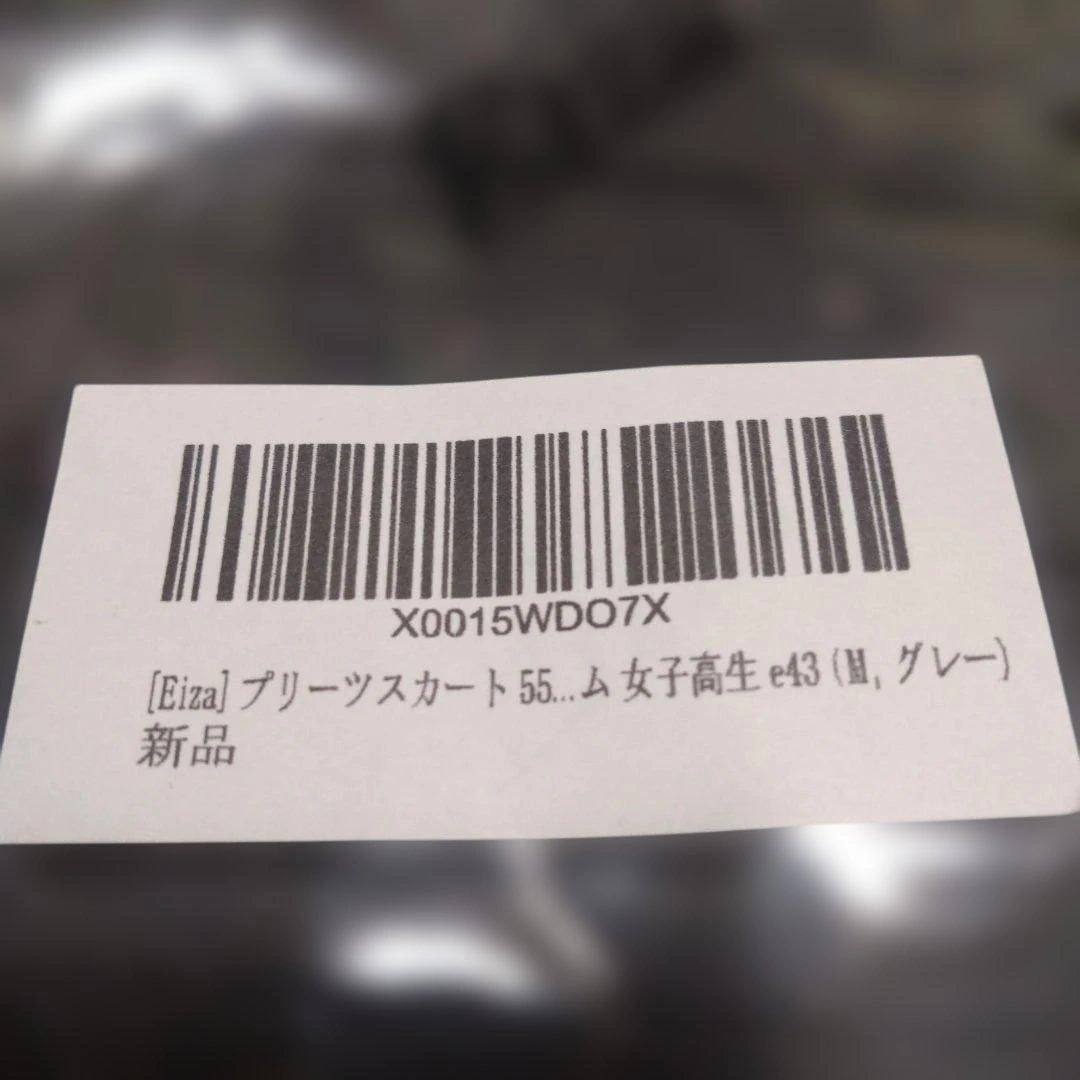 X0015WDO7X
[Eiza] プリーツスカート 55...ム 女子高生 e43 (M, グレー)
新品